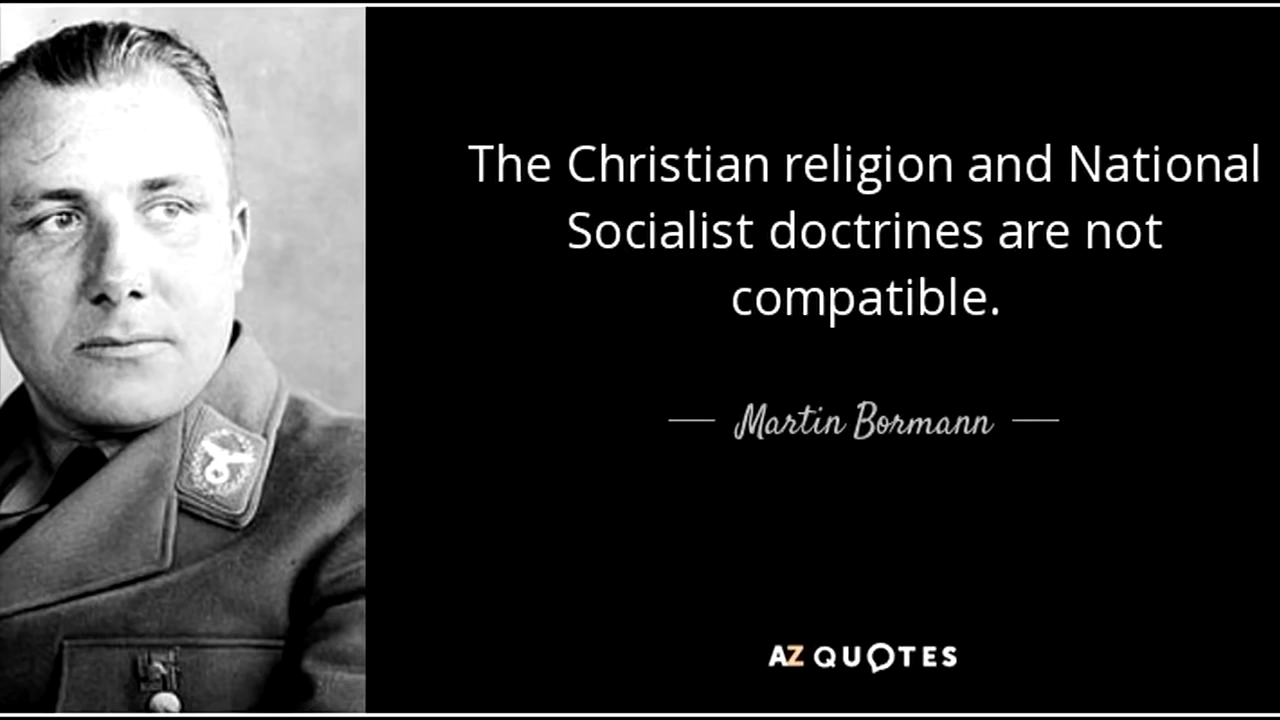 The Christian religion and National
Socialist doctrines are not
compatible.
Martin Bormann
AZ QUOTES